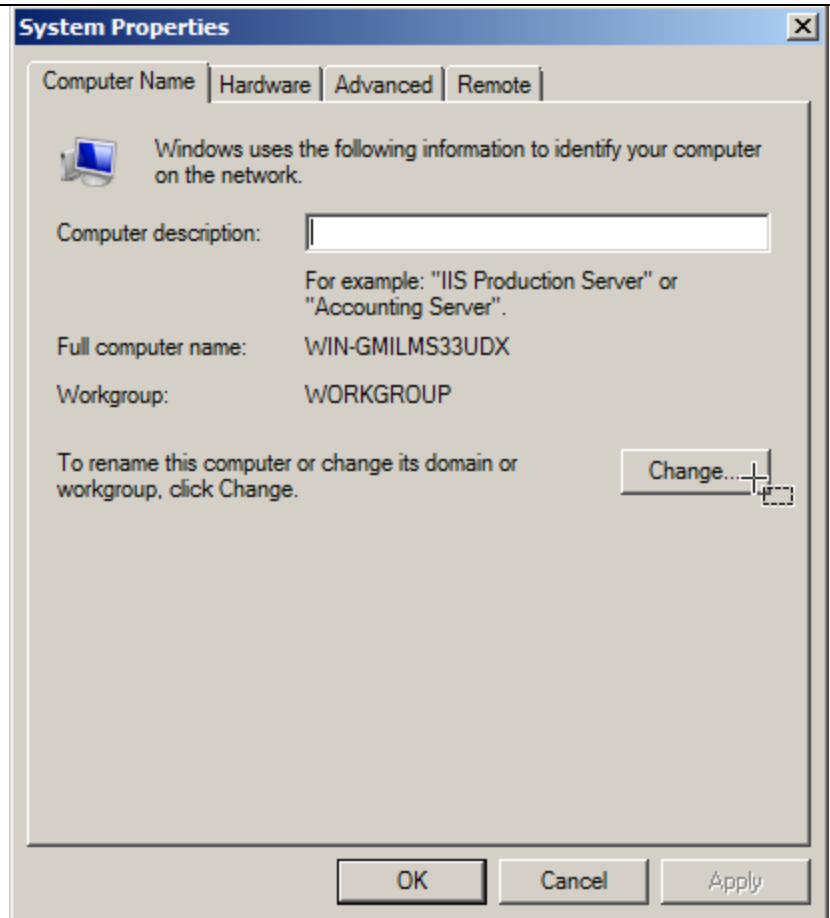 System Properties
Computer Name
Hardware
Advanced
Remote
Windows uses the following information to identify your computer
on the network.
Computer description:
For example: "IIS Production Server" or
"Accounting Server".
Full computer name:
WIN-GMILMS33UDX
Workgroup:
WORKGROUP
To rename this computer or change its domain or
workgroup, click Change.
Change...
OK
Cancel
Apply